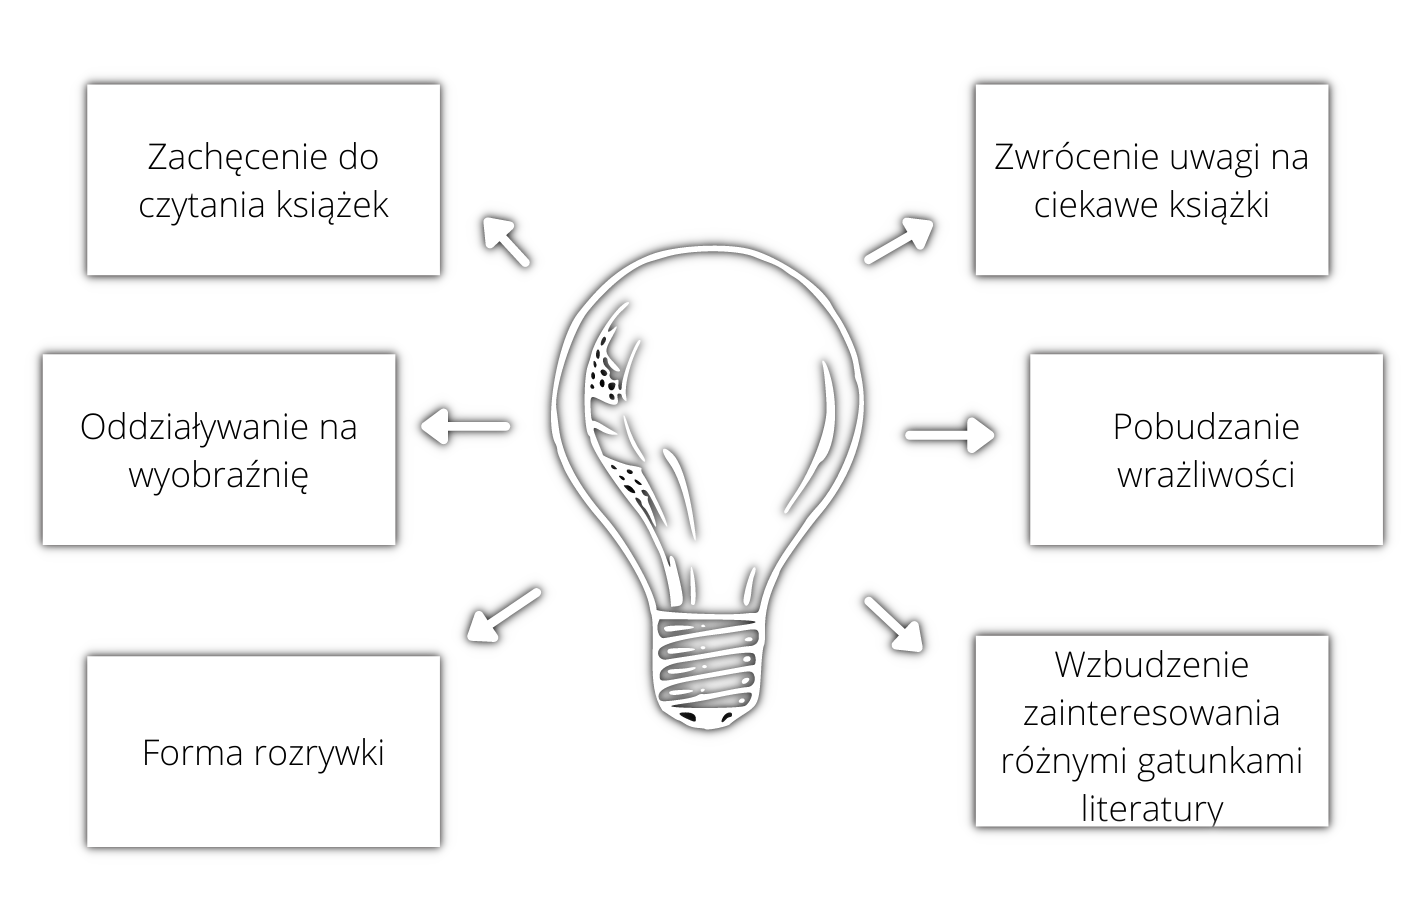 Zachęcenie do
czytania książek
Zwrócenie uwagi na
ciekawe książki
Oddziaływanie na
wyobraźnię
Pobudzanie
wrażliwości
Forma rozrywki
Wzbudzenie
zainteresowania
różnymi gatunkami
literatury